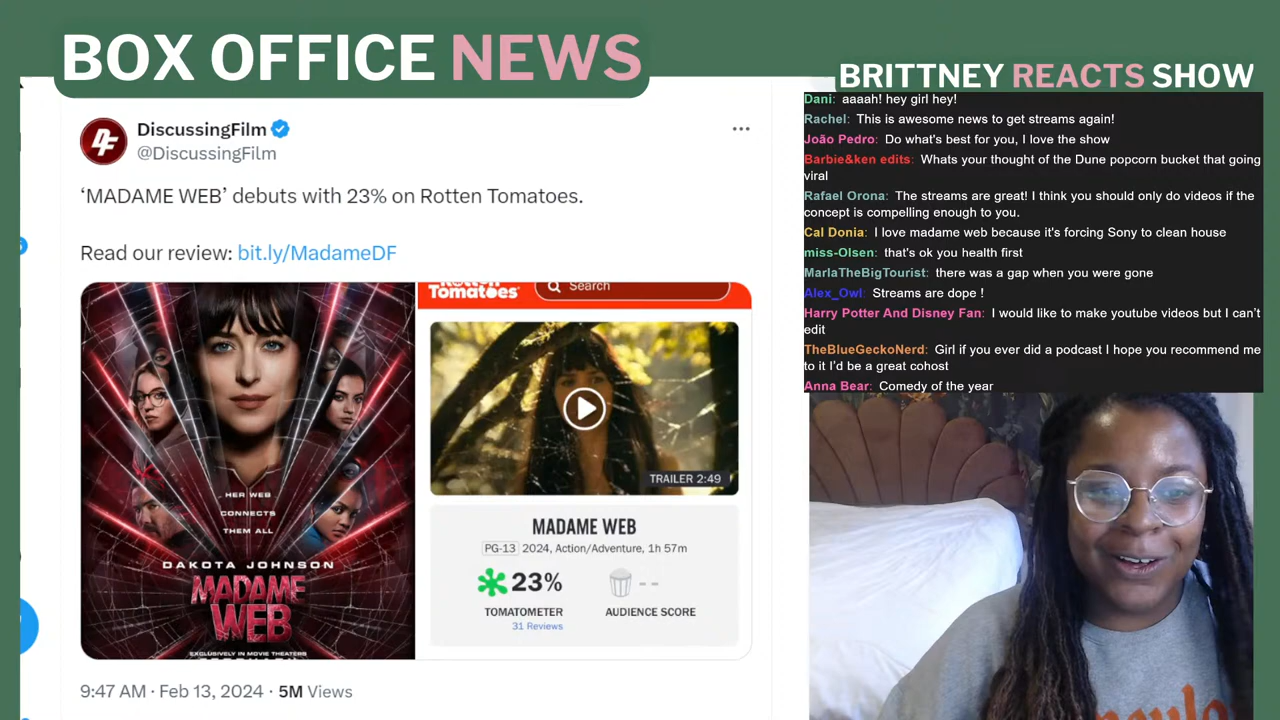 BOX OFFICE NEWS
BRITTNEY REACTS SHOW
DiscussingFilm
@DiscussingFilm
‘MADAME WEB’ debuts with 23% on Rotten Tomatoes.
Read our review: bit.ly/MadameDF
HER WEB
CONNECTS
THEM ALL
DAKOTA JOHNSON
MADAME
WEB
EXCLUSIVELY IN MOVIE THEATERS
Rotten
Tomatoes
Search
TRAILER 2:49
MADAME WEB
PG-13 2024, Action/Adventure, 1h 57m
23% --
TOMATOMETER AUDIENCE SCORE
31 Reviews
9:47 AM · Feb 13, 2024 · 5M Views
Dani: aaaah! hey girl hey!
Rachel: This is awesome news to get streams again!
João Pedro: Do what's best for you, I love the show
Barbie&ken edits: Whats your thought of the Dune popcorn bucket that going
viral
Rafael Orona: The streams are great! I think you should only do videos if the
concept is compelling enough to you.
Cal Donia: I love madame web because it's forcing Sony to clean house
miss-Olsen: that's ok you health first
MarlaTheBigTourist: there was a gap when you were gone
Alex_Owl: Streams are dope !
Harry Potter And Disney Fan: I would like to make youtube videos but I can't
edit
TheBlueGeckoNerd: Girl if you ever did a podcast I hope you recommend me
to it I'd be a great cohost
Anna Bear: Comedy of the year